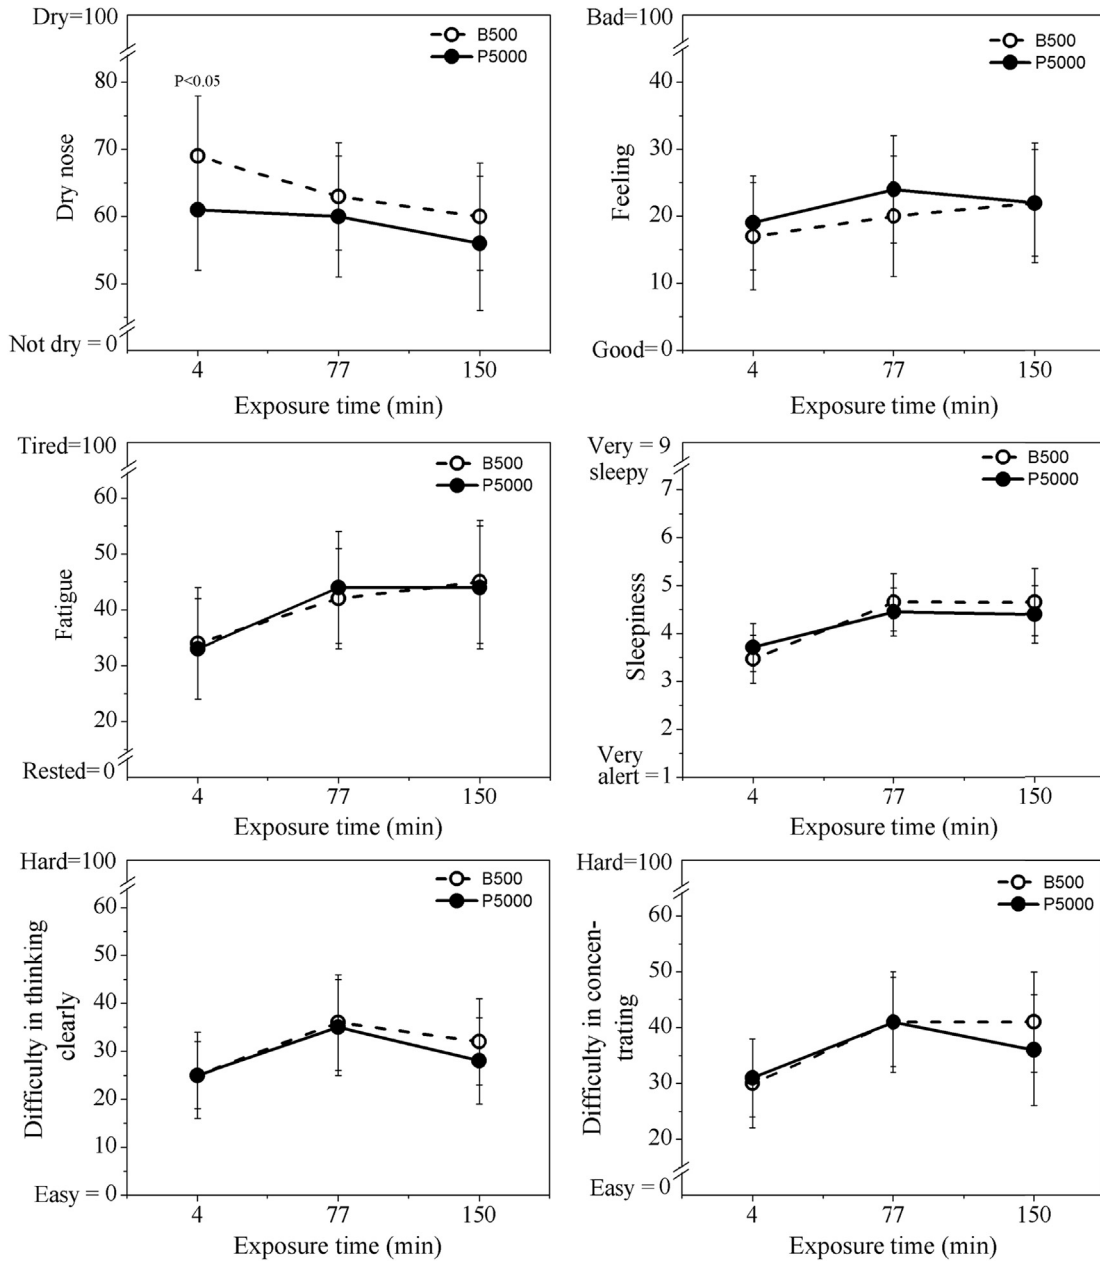 Dry=100
B500
P5000
P<0.05
80
70
60
50
Dry nose
Not dry = 0
4
77
150
Exposure time (min)
Bad=100
B500
P5000
40
30
20
10
Feeling
Good=0
4
77
150
Exposure time (min)
Tired=100
B500
P5000
60
50
40
30
20
Fatigue
Rested=0
4
77
150
Exposure time (min)
Very = 9
sleepy
B500
P5000
7
6
5
4
3
2
Sleepiness
Very
alert =1
4
77
150
Exposure time (min)
Hard=100
B500
P5000
60
50
40
30
20
10
Difficulty in thinking
clearly
Easy = 0
4
77
150
Exposure time (min)
Hard=100
B500
P5000
60
50
40
30
20
Difficulty in concen-
trating
Easy = 0
4
77
150
Exposure time (min)